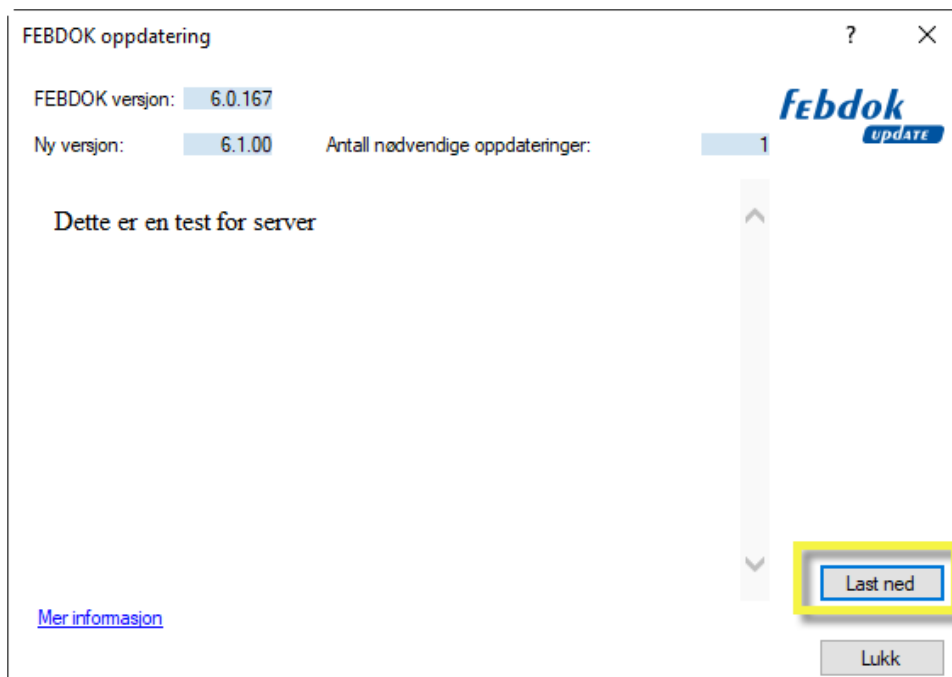 FEBDOK oppdatering ?
FEBDOK versjon: 6.0.167
febdok
UPDATE
Ny versjon: 6.1.00 Antall nødvendige oppdateringer: 1
Dette er en test for server
Last ned
Mer informasjon
Lukk